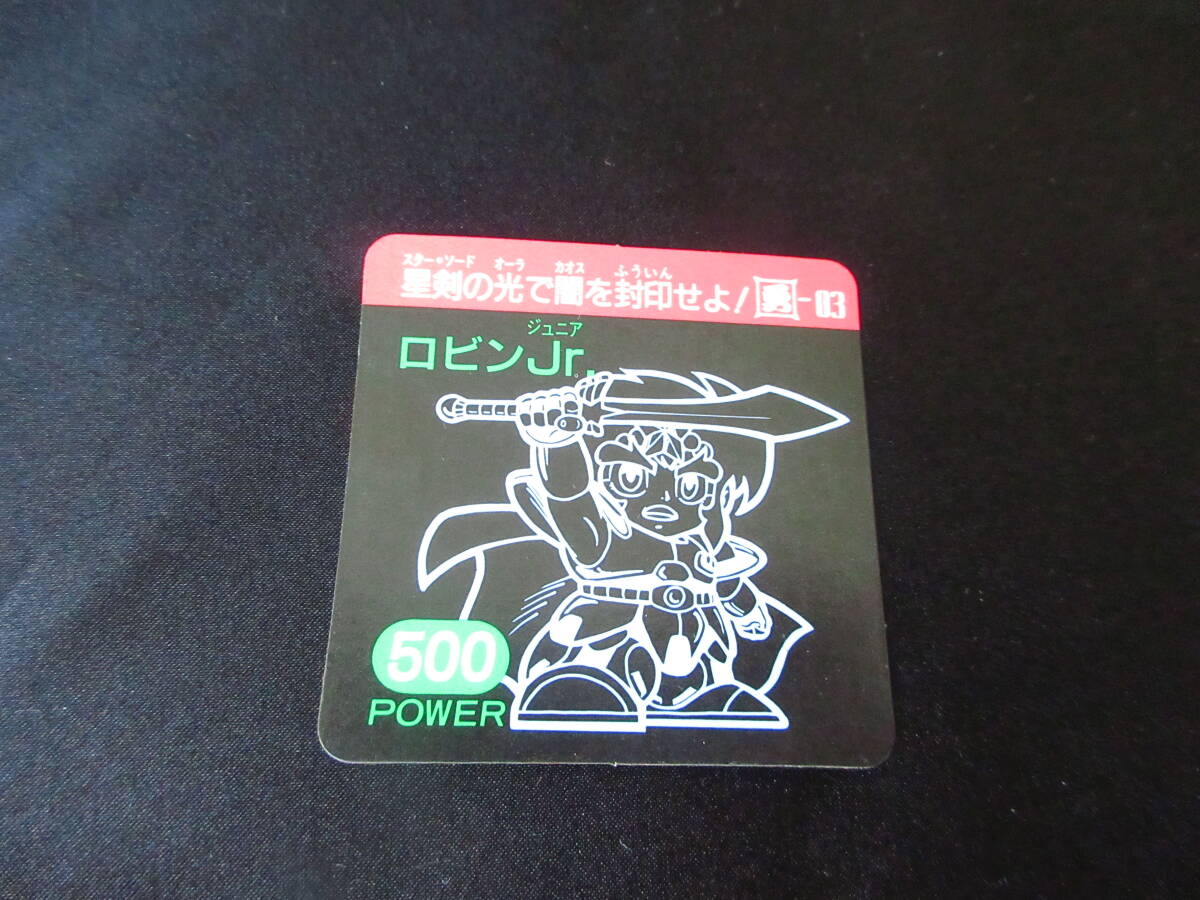 スター・ソード オーラ カオス ふういん
星剣の光で闇を封印せよ! 勇-03
ジュニア
ロビンJr.
500
POWER